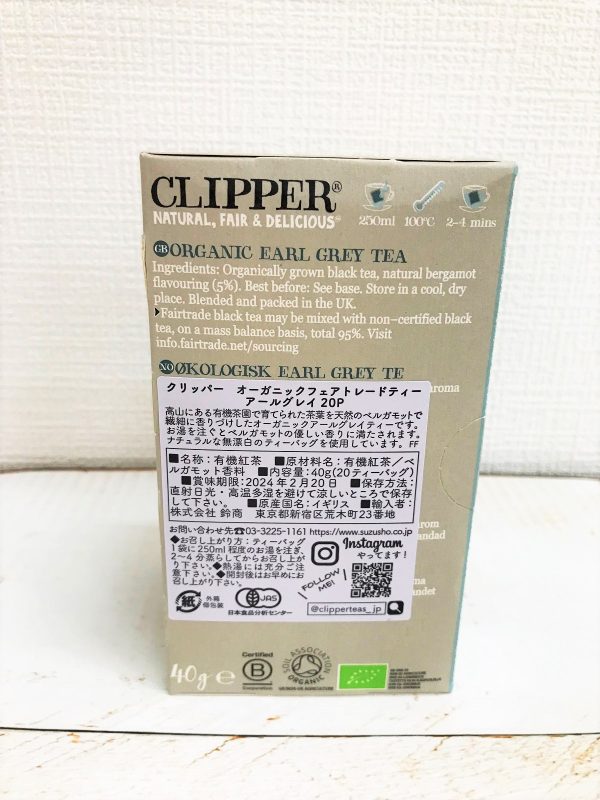 CLIPPER®
NATURAL, FAIR & DELICIOUS
250ml 100°C 2-4 mins
GB ORGANIC EARL GREY TEA
Ingredients: Organically grown black tea, natural bergamot
flavouring (5%). Best before: See base. Store in a cool, dry
place. Blended and packed in the UK.
Fairtrade black tea may be mixed with non-certified black
tea, on a mass balance basis, total 95%. Visit
info.fairtrade.net/sourcing
NO ØKOLOGISK EARL GREY TE
aroma
クリッパー オーガニックフェアトレードティー
アールグレイ 20P
高山にある有機茶園で育てられた茶葉を天然のベルガモットで
繊細に香りづけしたオーガニックアールグレイティーです。
お湯を注ぐとベルガモットの優しい香りに満たされます。
ナチュラルな無漂白のティーバッグを使用しています。FF
■名称：有機紅茶 ■原材料名：有機紅茶／ベ
ルガモット香料 ■内容量：40g(20ティーバッグ)
■賞味期限：2024年2月20日 ■保存方法：
直射日光・高温多湿を避けて涼しいところで保存
して下さい。 ■原産国名：イギリス ■輸入者：
株式会社 鈴商 東京都新宿区荒木町23番地
お問い合わせ先☎03-3225-1161 https://www.suzusho.co.jp
◆お召し上がり方：ティーバッグ
1袋に250ml程度のお湯を注ぎ、
2～4分蒸らしてからお召し上が
り下さい。◆熱湯には充分ご注
意下さい。◆開封後はお早めにお
召し上がり下さい。
Instagram
やってます！
FOLLOW
ME!
@clipperteas_jp
紙 外箱
個包装
JAS
日本食品分析センター
arom
andad
ma
ndet
40g e
Certified
B
Corporation
SOIL ASSOCIATION
ORGANIC